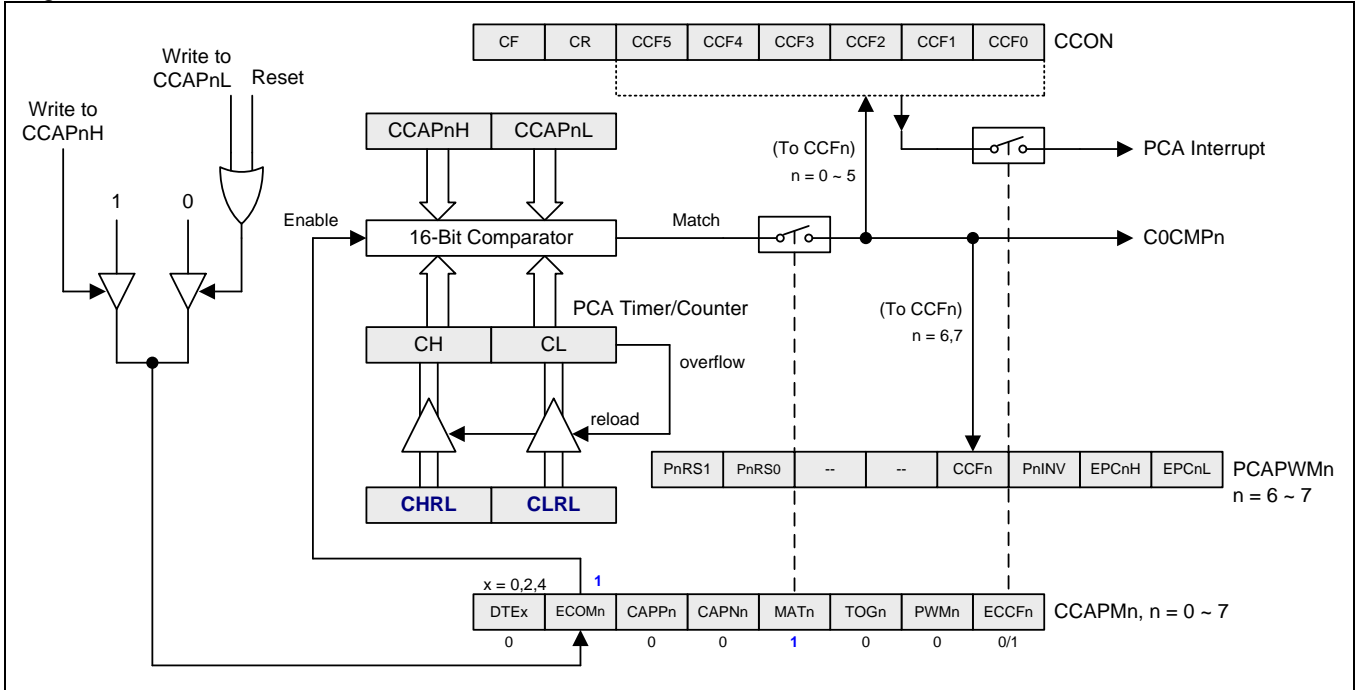 CF CR CCF5 CCF4 CCF3 CCF2 CCF1 CCF0 CCON
Write to
CCAPnL
Reset
Write to
CCAPnH
CCAPnH CCAPnL
(To CCFn)
n = 0 ~ 5
PCA Interrupt
1 0
Enable
16-Bit Comparator
Match
C0CMPn
PCA Timer/Counter
(To CCFn)
n = 6,7
CH CL
overflow
reload
PnRS1 PnRS0 -- -- CCFn PnINV EPCnH EPCnL PCAPWMn
n = 6 ~ 7
CHRL CLRL
x = 0,2,4 1
DTEx ECOMn CAPPn CAPNn MATn TOGn PWMn ECCFn CCAPMn, n = 0 ~ 7
0 0 0 1 0 0 0/1